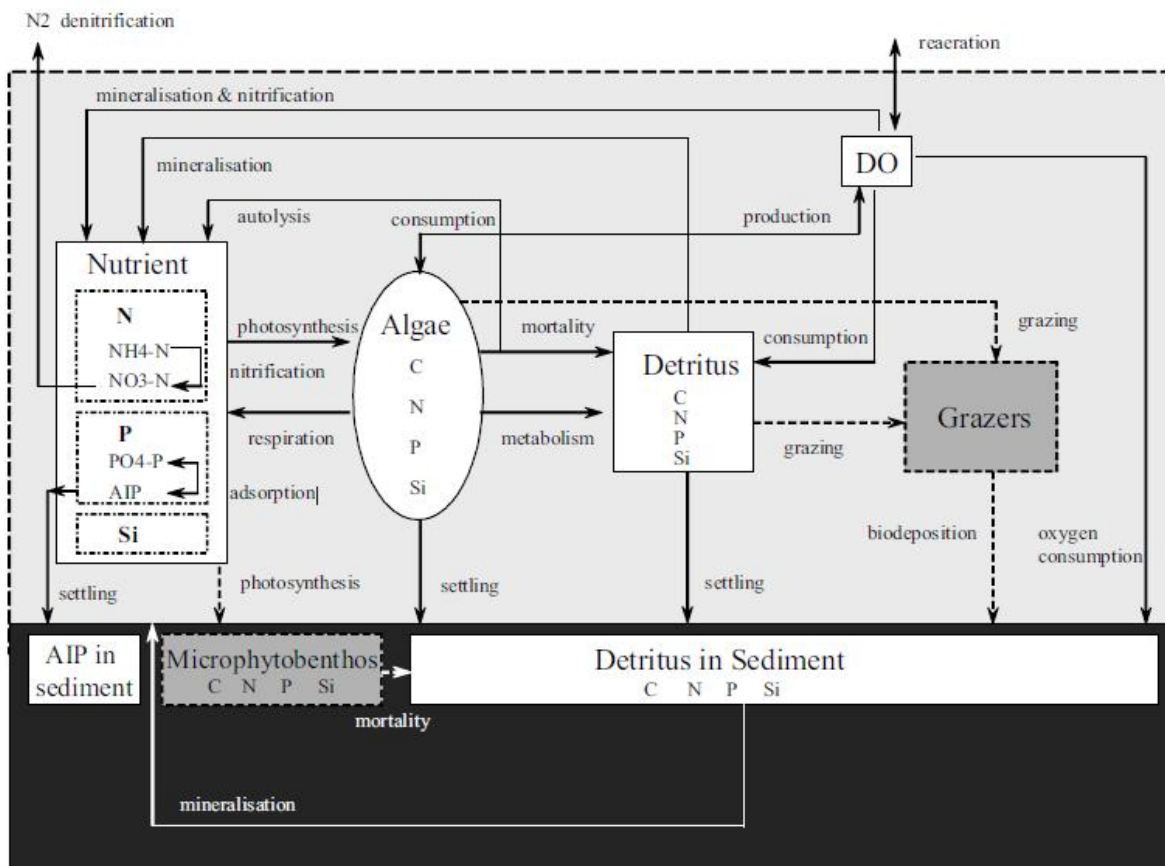 N2 denitrification
reaeration
mineralisation & nitrification
DO
mineralisation
autolysis
consumption
production
Nutrient
N
NH4-N
NO3-N
P
PO4-P
AIP
Si
photosynthesis
nitrification
respiration
adsorption|
Algae
C
N
P
Si
mortality
metabolism
Detritus
C
N
P
Si
consumption
grazing
grazing
Grazers
biodeposition
oxygen
consumption
settling
photosynthesis
settling
settling
AIP in
sediment
Microphytobenthos
C N P Si
mortality
Detritus in Sediment
C N P Si
mineralisation